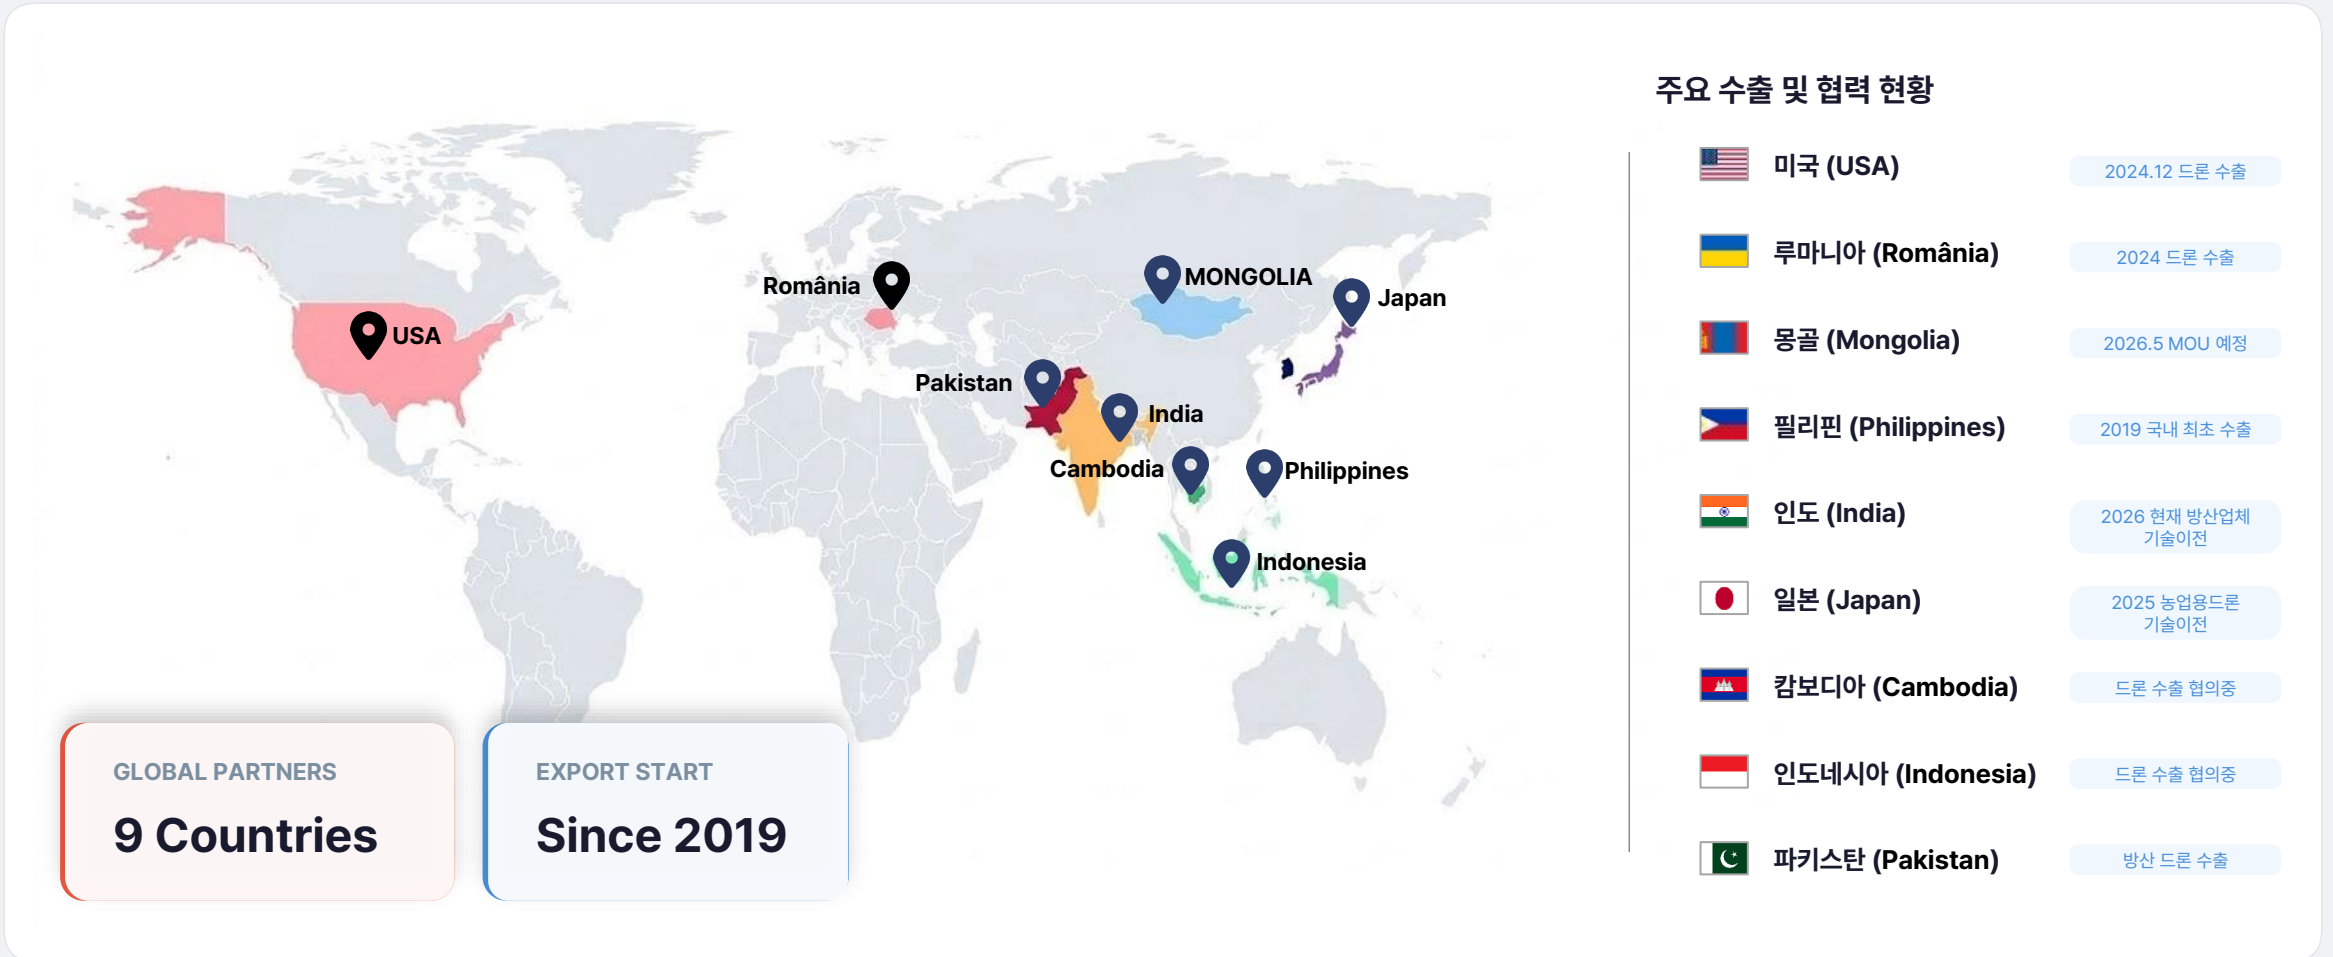 주요 수출 및 협력 현황
미국 (USA)
2024.12 드론 수출
루마니아 (România)
2024 드론 수출
몽골 (Mongolia)
2026.5 MOU 예정
필리핀 (Philippines)
2019 국내 최초 수출
인도 (India)
2026 현재 방산업체
기술이전
일본 (Japan)
2025 농업용드론
기술이전
캄보디아 (Cambodia)
드론 수출 협의중
인도네시아 (Indonesia)
드론 수출 협의중
파키스탄 (Pakistan)
방산 드론 수출
România
MONGOLIA
Japan
USA
Pakistan
India
Cambodia
Philippines
Indonesia
GLOBAL PARTNERS
9 Countries
EXPORT START
Since 2019